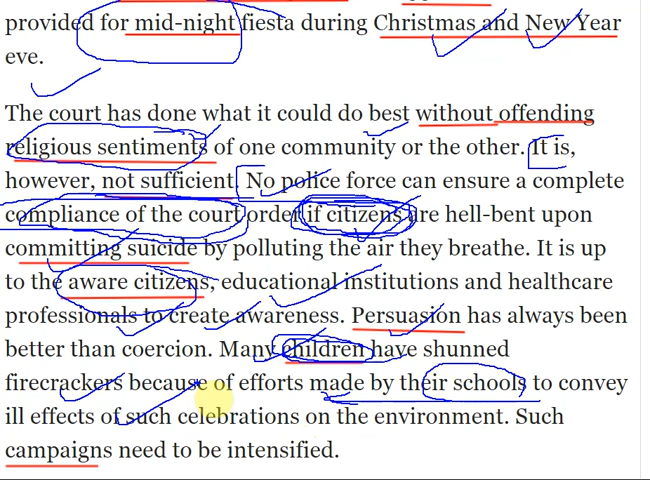 provided for mid-night fiesta during Christmas and New Year
eve.
The court has done what it could do best without offending
religious sentiments of one community or the other. It is,
however, not sufficient. No police force can ensure a complete
compliance of the court order if citizens are hell-bent upon
committing suicide by polluting the air they breathe. It is up
to the aware citizens, educational institutions and healthcare
professionals to create awareness. Persuasion has always been
better than coercion. Many children have shunned
firecrackers because of efforts made by their schools to convey
ill effects of such celebrations on the environment. Such
campaigns need to be intensified.